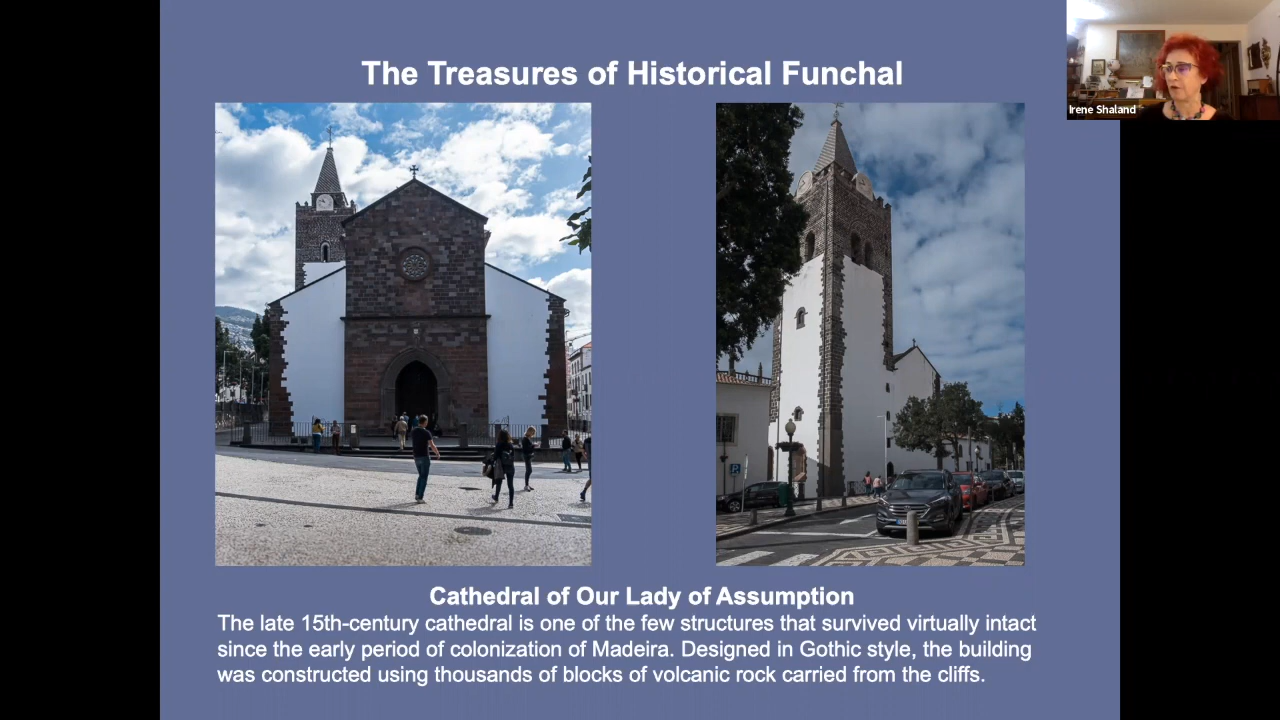 The Treasures of Historical Funchal
Irene Shaland
Cathedral of Our Lady of Assumption
The late 15th-century cathedral is one of the few structures that survived virtually intact
since the early period of colonization of Madeira. Designed in Gothic style, the building
was constructed using thousands of blocks of volcanic rock carried from the cliffs.